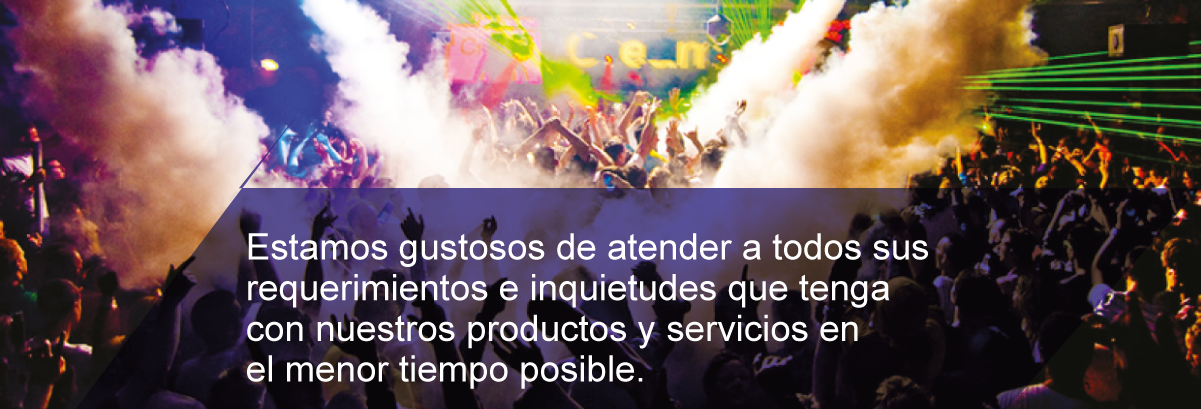 Estamos gustosos de atender a todos sus
requerimientos e inquietudes que tenga
con nuestros productos y servicios en
el menor tiempo posible.